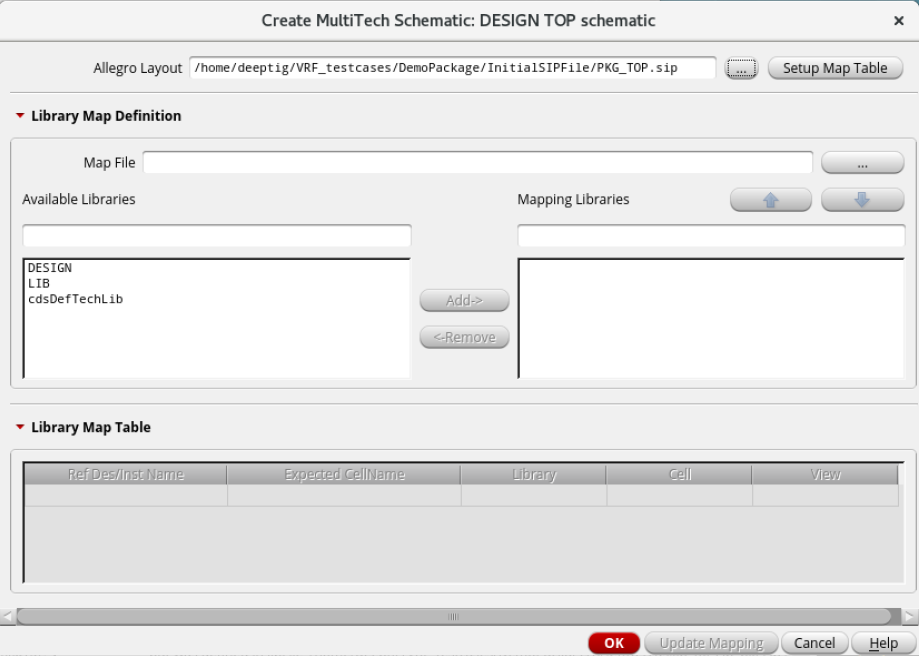 Create MultiTech Schematic: DESIGN TOP schematic ×
Allegro Layout /home/deeptig/VRF_testcases/DemoPackage/InitialSIPFile/PKG_TOP.sip ... Setup Map Table
Library Map Definition
Map File ...
Available Libraries Mapping Libraries
DESIGN
LIB
cdsDefTechLib
Add->
<-Remove
Library Map Table
Ref Des/Inst Name Expected CellName Library Cell View
OK Update Mapping Cancel Help